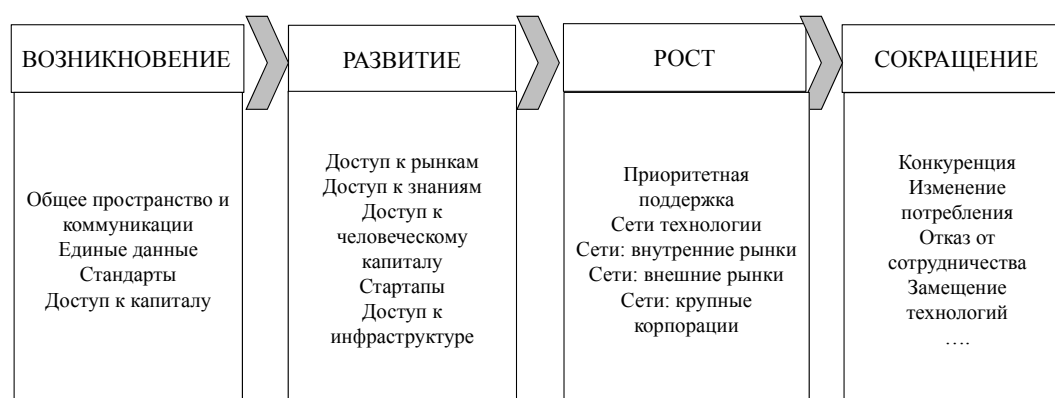 ВОЗНИКНОВЕНИЕ
Общее пространство и
коммуникации
Единые данные
Стандарты
Доступ к капиталу
РАЗВИТИЕ
Доступ к рынкам
Доступ к знаниям
Доступ к
человеческому
капиталу
Стартапы
Доступ к
инфраструктуре
РОСТ
Приоритетная
поддержка
Сети технологии
Сети: внутренние рынки
Сети: внешние рынки
Сети: крупные
корпорации
СОКРАЩЕНИЕ
Конкуренция
Изменение
потребления
Отказ от
сотрудничества
Замещение
технологий
….